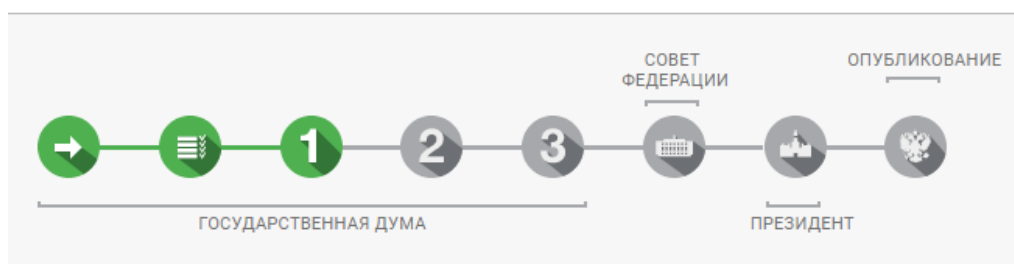 СОВЕТ
ФЕДЕРАЦИИ
ОПУБЛИКОВАНИЕ
1
2
3
ГОСУДАРСТВЕННАЯ ДУМА
ПРЕЗИДЕНТ